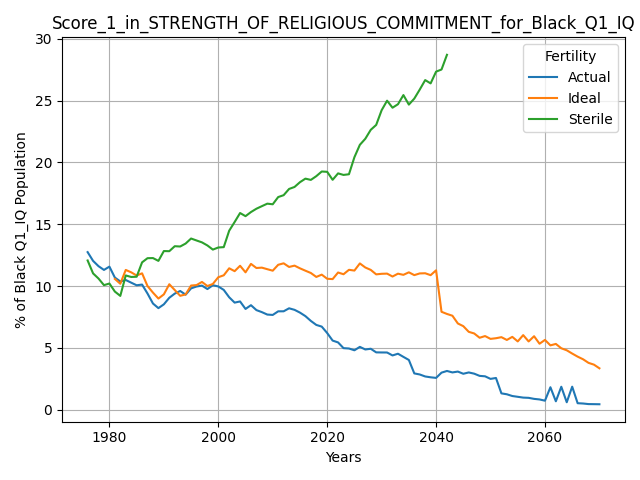 Score_1_in_STRENGTH_OF_RELIGIOUS_COMMITMENT_for_Black_Q1_IQ
30
25
20
15
10
5
0
% of Black Q1_IQ Population
Fertility
Actual
Ideal
Sterile
1980
2000
2020
2040
2060
Years